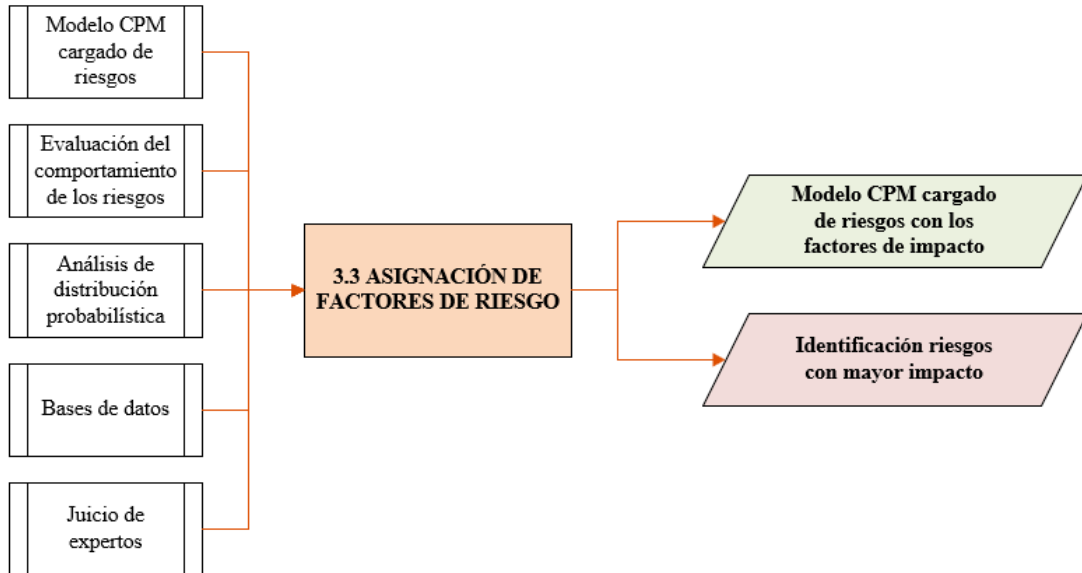 Modelo CPM
cargado de
riesgos
Evaluación del
comportamiento
de los riesgos
Análisis de
distribución
probabilística
Bases de datos
Juicio de
expertos
3.3 ASIGNACIÓN DE
FACTORES DE RIESGO
Modelo CPM cargado
de riesgos con los
factores de impacto
Identificación riesgos
con mayor impacto